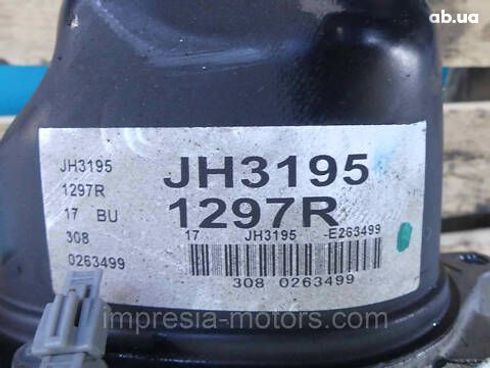 ab.ua
JH3195
1297R
17 BU
308
0263499
JH3195
1297R
17 JH3195 -E263499
308 0263499
impresia-motors.com